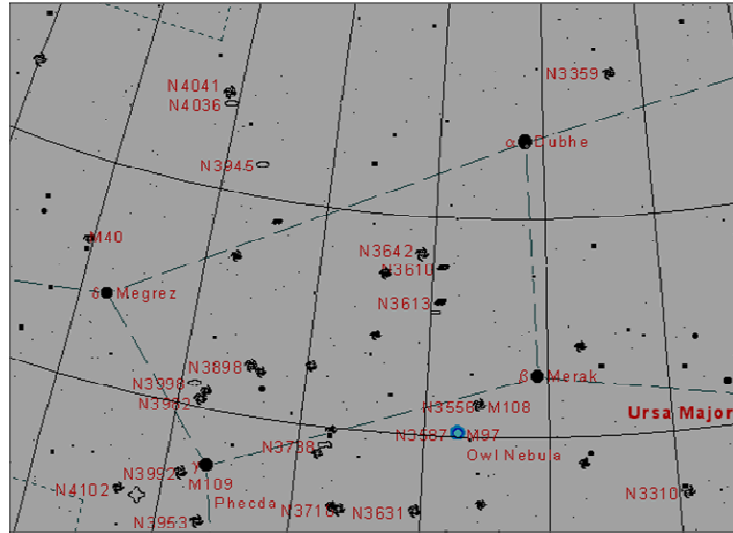 N3359
N4041
N4036
α Dubhe
N3945
M40
N3642
N3610
δ Megrez
N3613
N3898
N3998
β Merak
N3982
N3556 M108
Ursa Major
N3587 M97
N3738
Owl Nebula
γ
N3992
M109
N4102
Phecda
N3310
N3718
N3631
N3953